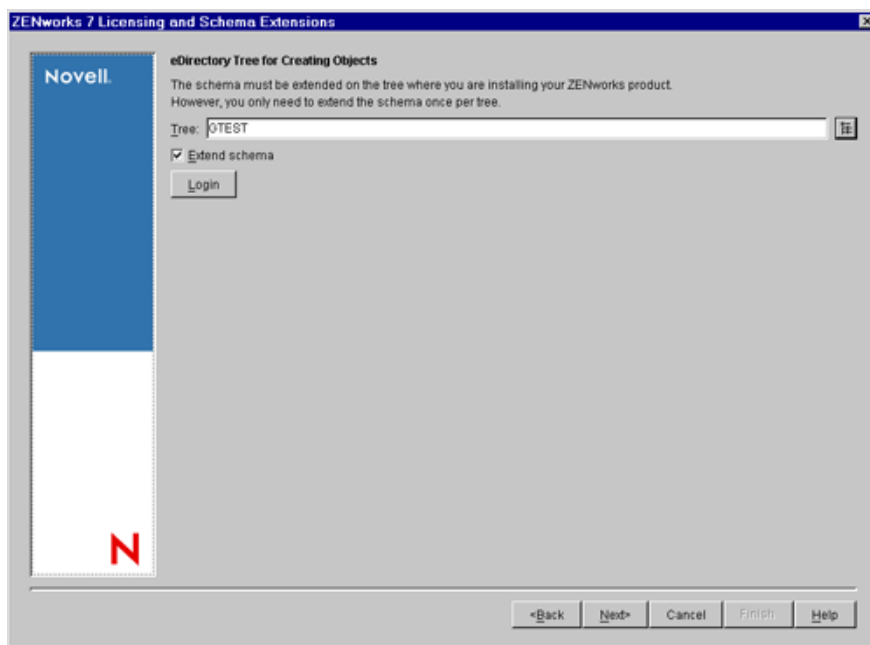 ZENworks 7 Licensing and Schema Extensions
Novell.
eDirectory Tree for Creating Objects
The schema must be extended on the tree where you are installing your ZENworks product.
However, you only need to extend the schema once per tree.
Tree: GTEST
Extend schema
Login
N
<Back Next> Cancel Finish Help